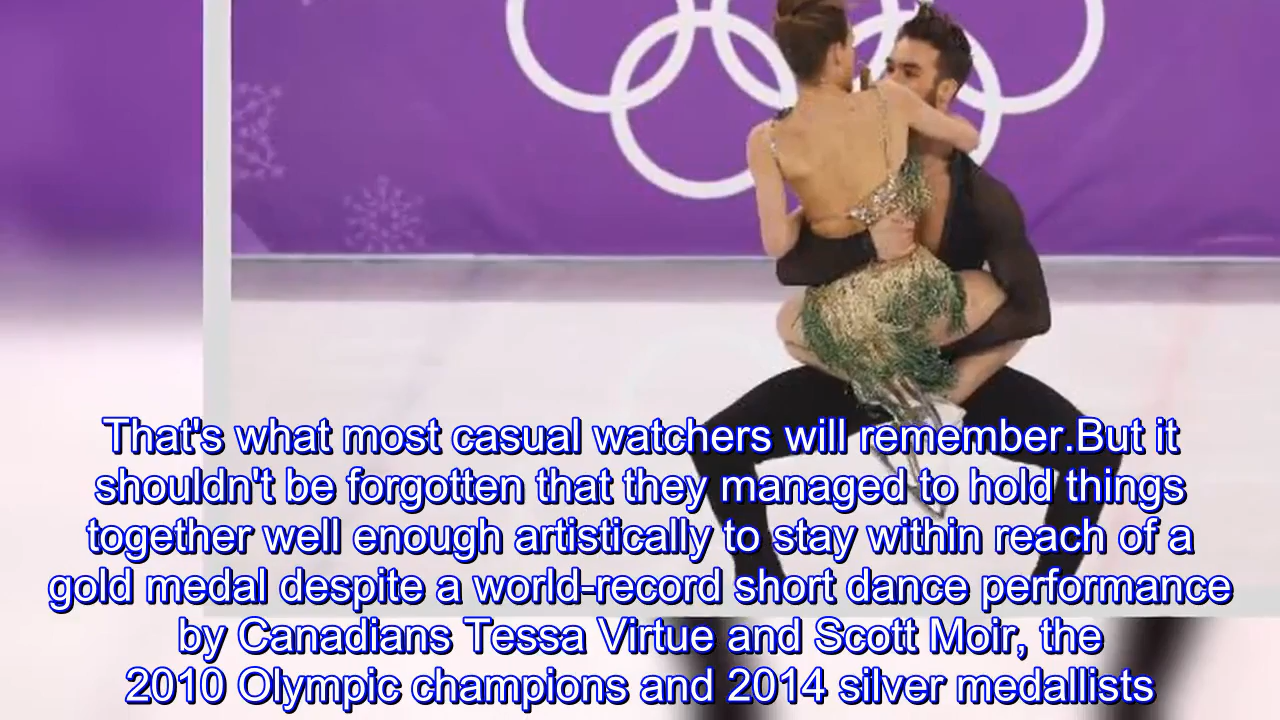 That's what most casual watchers will remember.But it
shouldn't be forgotten that they managed to hold things
together well enough artistically to stay within reach of a
gold medal despite a world-record short dance performance
by Canadians Tessa Virtue and Scott Moir, the
2010 Olympic champions and 2014 silver medallists